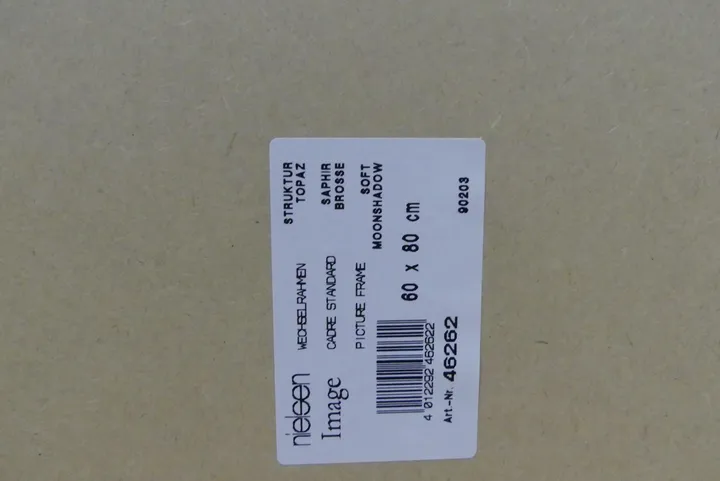 nielsen
Image
WECHSELRAHMEN
STRUKTUR
TOPAZ
CADRE STANDARD
SAPHIR
BROSSE
PICTURE FRAME
SOFT
MOONSHADOW
60 x 80 cm
4 012292 462622
Art.-Nr. 46262
90203